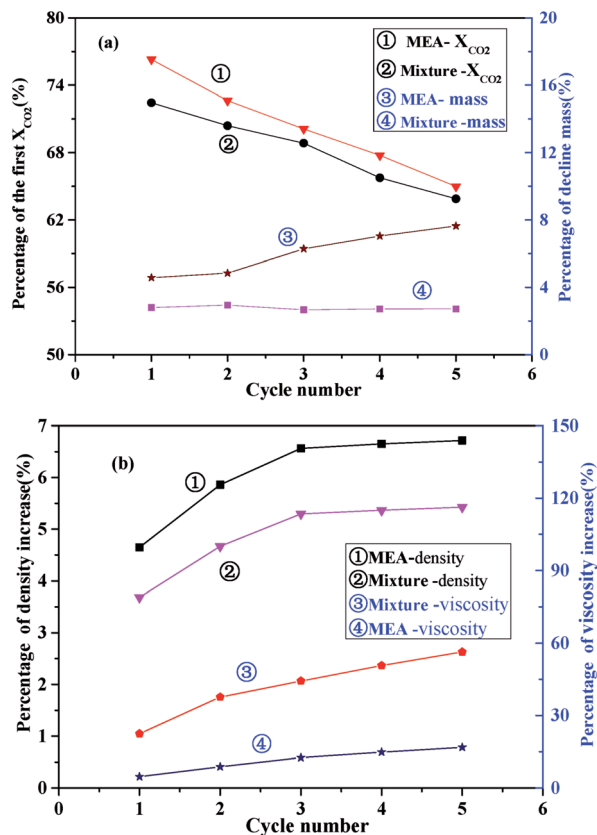 (a)
① MEA- X_CO2
② Mixture -X_CO2
③ MEA- mass
④ Mixture -mass
①
②
③
④
Percentage of the first X_CO2(%)
80
74
68
62
56
50
Percentage of decline mass(%)
20
16
12
8
4
0
0 1 2 3 4 5 6
Cycle number
(b)
①
②
③
④
①MEA-density
②Mixture -density
③Mixture -viscosity
④MEA -viscosity
Percentage of density increase(%)
7
6
5
4
3
2
1
0
Percentage of viscosity increase(%)
150
120
90
60
30
15
0
0 1 2 3 4 5 6
Cycle number